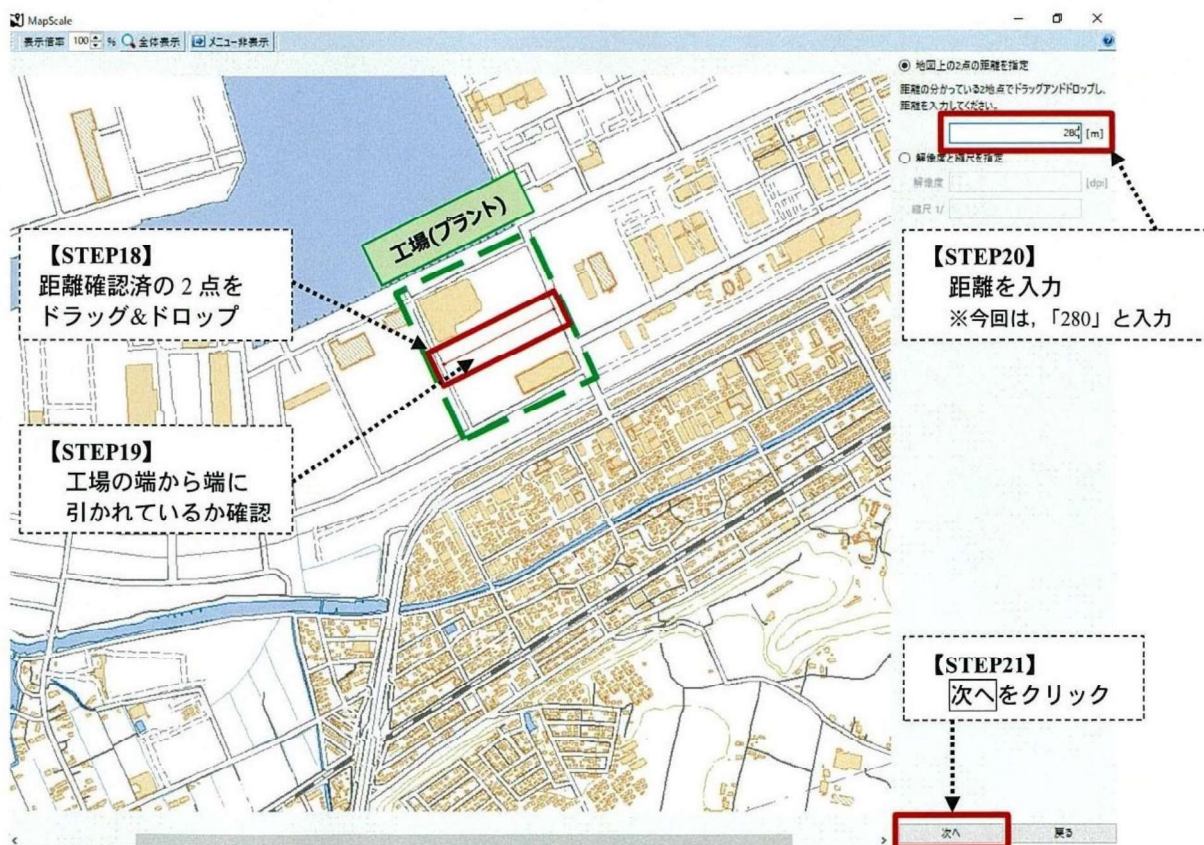 MapScale
表示倍率 100 % 全体表示 メニュー非表示
地図上の2点の距離を指定
距離の分かっている2地点でドラッグアンドドロップし、
距離を入力してください。
280 [m]
解像度と縮尺を指定
解像度 [dpi]
縮尺 1/
工場(プラント)
【STEP18】
距離確認済の 2 点を
ドラッグ&ドロップ
【STEP20】
距離を入力
※今回は,「280」と入力
【STEP19】
工場の端から端に
引かれているか確認
【STEP21】
次へをクリック
次へ 戻る